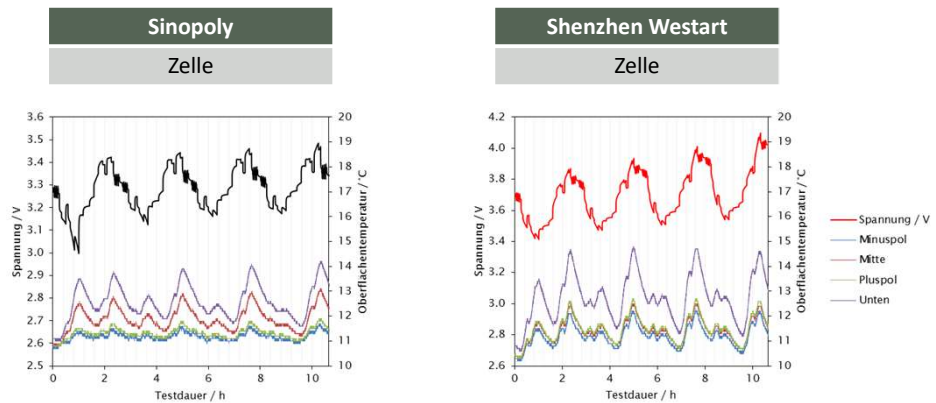 Sinopoly
Zelle
3.6
3.5
3.4
3.3
3.2
3.1
3.0
2.9
2.8
2.7
2.6
2.5
Spannung / V
20
19
18
17
16
15
14
13
12
11
10
Oberflächentemperatur / °C
0 2 4 6 8 10
Testdauer / h
Shenzhen Westart
Zelle
4.2
4.0
3.8
3.6
3.4
3.2
3.0
2.8
2.6
Spannung / V
20
19
18
17
16
15
14
13
12
11
10
Oberflächentemperatur / °C
0 2 4 6 8 10
Testdauer / h
Spannung / V
Minuspol
Mitte
Pluspol
Unten